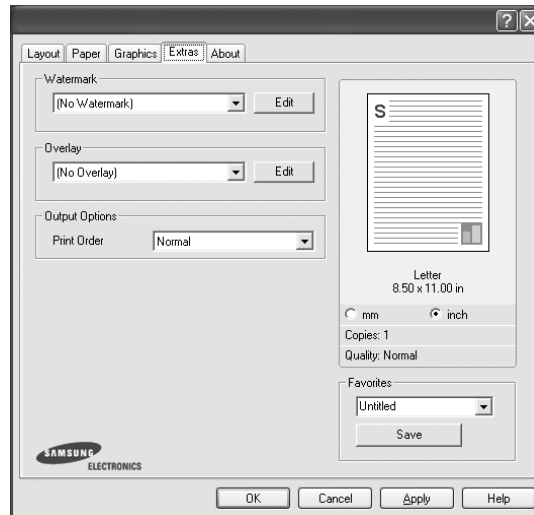 ? X
Layout Paper Graphics Extras About
Watermark
(No Watermark) Edit
Overlay
(No Overlay) Edit
Output Options
Print Order Normal
S
Letter
8.50 x 11.00 in
mm inch
Copies: 1
Quality: Normal
Favorites
Untitled
Save
SAMSUNG
ELECTRONICS
OK Cancel Apply Help